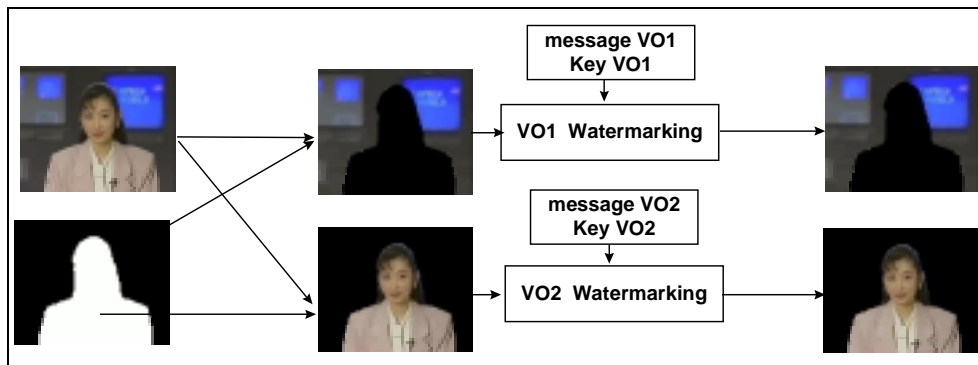 message VO1
Key VO1
VO1 Watermarking
message VO2
Key VO2
VO2 Watermarking